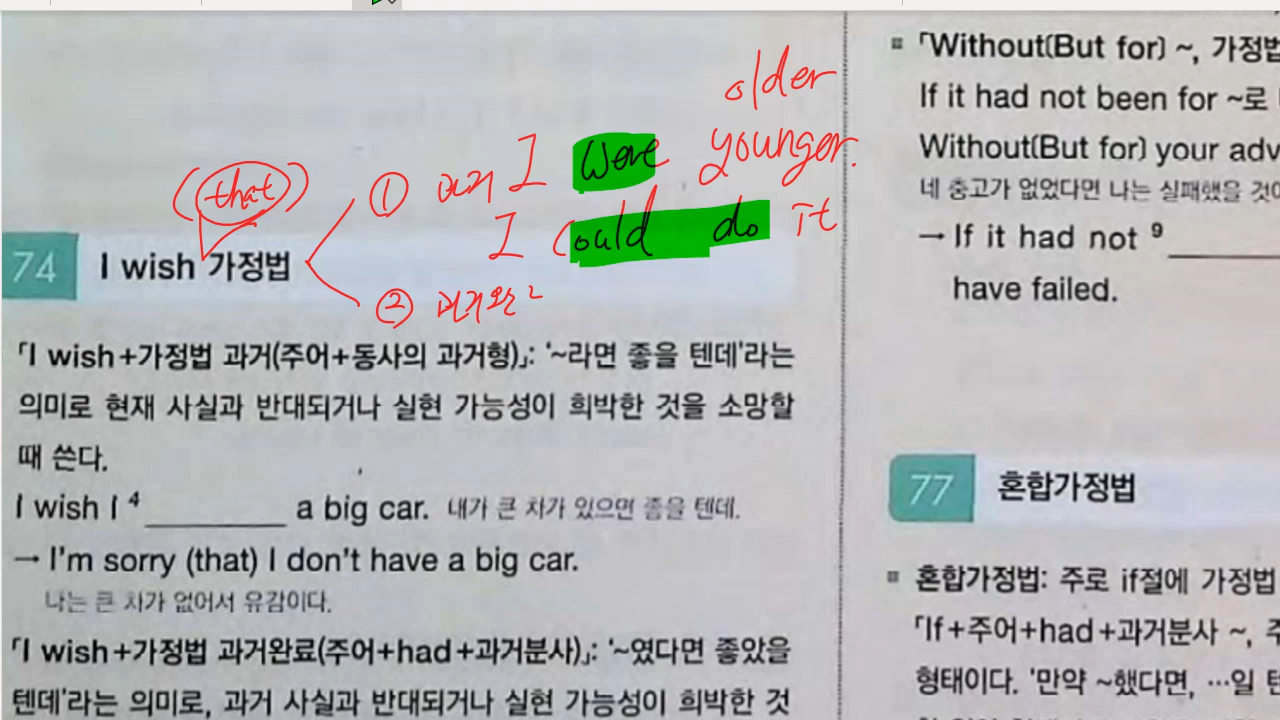 older
(that) ① 과거 I were younger.
I could do it
74 I wish 가정법
② 과거완
「I wish+가정법 과거(주어+동사의 과거형)」: '~라면 좋을 텐데'라는
의미로 현재 사실과 반대되거나 실현 가능성이 희박한 것을 소망할
때 쓴다.
I wish I 4 ________ a big car. 내가 큰 차가 있으면 좋을 텐데.
→ I'm sorry (that) I don't have a big car.
나는 큰 차가 없어서 유감이다.
「I wish+가정법 과거완료(주어+had+과거분사)」: '~였다면 좋았을
텐데'라는 의미로, 과거 사실과 반대되거나 실현 가능성이 희박한 것
「Without(But for) ~, 가정법
If it had not been for ~로
Without(But for) your adv
네 충고가 없었다면 나는 실패했을 것이
→ If it had not 9 ________
have failed.
77 혼합가정법
혼합가정법: 주로 if절에 가정법
「If+주어+had+과거분사 ~, 주
형태이다. '만약 ~했다면, …일 텐